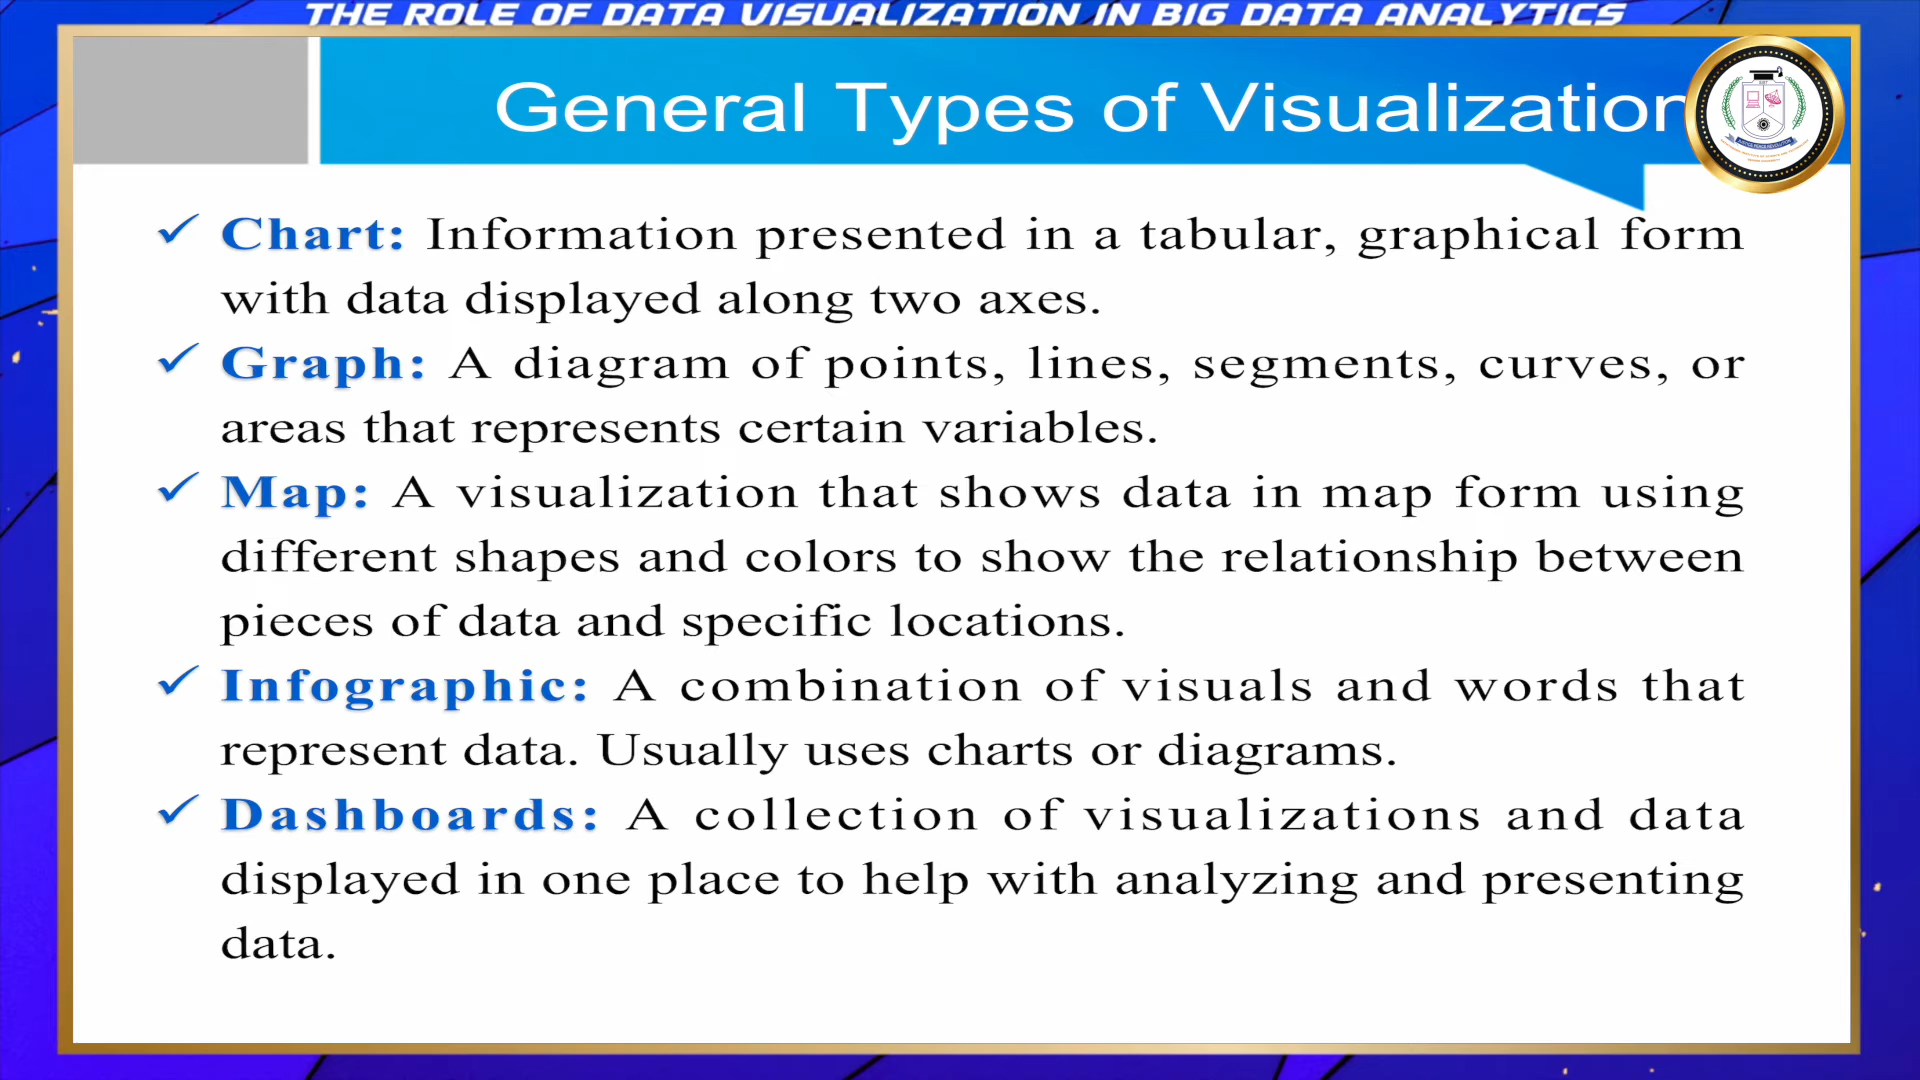 THE ROLE OF DATA VISUALIZATION IN BIG DATA ANALYTICS
General Types of Visualization
✓ Chart: Information presented in a tabular, graphical form
with data displayed along two axes.
✓ Graph: A diagram of points, lines, segments, curves, or
areas that represents certain variables.
✓ Map: A visualization that shows data in map form using
different shapes and colors to show the relationship between
pieces of data and specific locations.
✓ Infographic: A combination of visuals and words that
represent data. Usually uses charts or diagrams.
✓ Dashboards: A collection of visualizations and data
displayed in one place to help with analyzing and presenting
data.